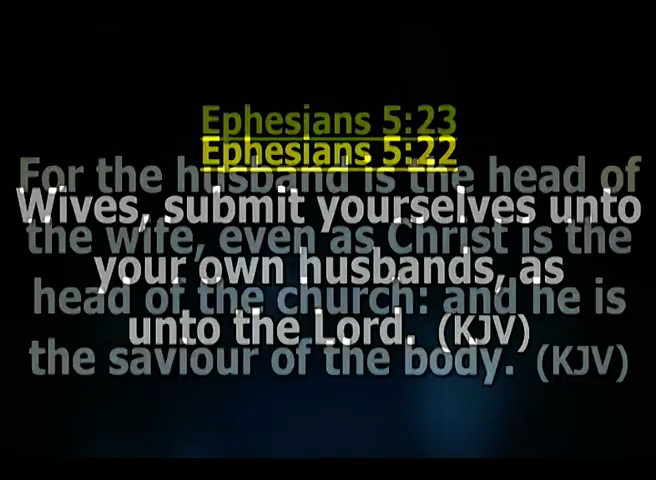 Ephesians 5:23
Ephesians 5:22
For the husband is the head of
Wives, submit yourselves unto
the wife, even as Christ is the
your own husbands, as
head of the church: and he is
unto the Lord. (KJV)
the saviour of the body. (KJV)